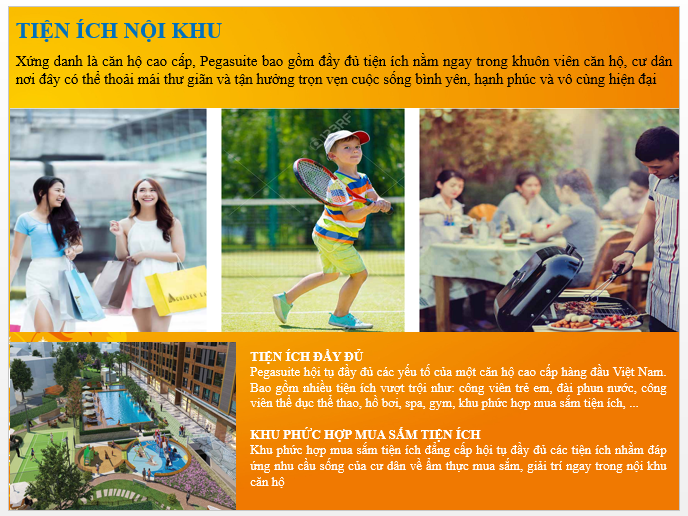 TIỆN ÍCH NỘI KHU
Xứng danh là căn hộ cao cấp, Pegasuite bao gồm đầy đủ tiện ích nằm ngay trong khuôn viên căn hộ, cư dân
nơi đây có thể thoải mái thư giãn và tận hưởng trọn vẹn cuộc sống bình yên, hạnh phúc và vô cùng hiện đại
123RF
TIỆN ÍCH ĐẦY ĐỦ
Pegasuite hội tụ đầy đủ các yếu tố của một căn hộ cao cấp hàng đầu Việt Nam.
Bao gồm nhiều tiện ích vượt trội như: công viên trẻ em, đài phun nước, công
viên thể dục thể thao, hồ bơi, spa, gym, khu phức hợp mua sắm tiện ích, ...
KHU PHỨC HỢP MUA SẮM TIỆN ÍCH
Khu phức hợp mua sắm tiện ích đẳng cấp hội tụ đầy đủ các tiện ích nhằm đáp
ứng nhu cầu sống của cư dân về ẩm thực mua sắm, giải trí ngay trong nội khu
căn hộ